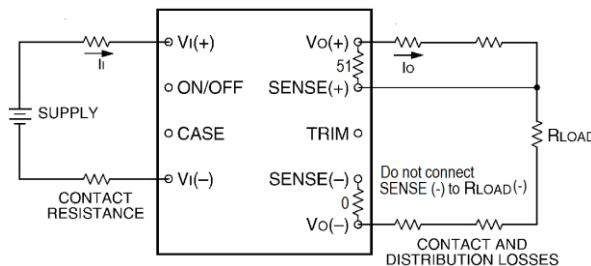 VI(+)
II
ON/OFF
SUPPLY
CASE
VI(–)
CONTACT
RESISTANCE
VO(+)
51
IO
SENSE(+)
TRIM
RLOAD
SENSE(–)
Do not connect
SENSE (-) to RLOAD(-)
0
VO(–)
CONTACT AND
DISTRIBUTION LOSSES